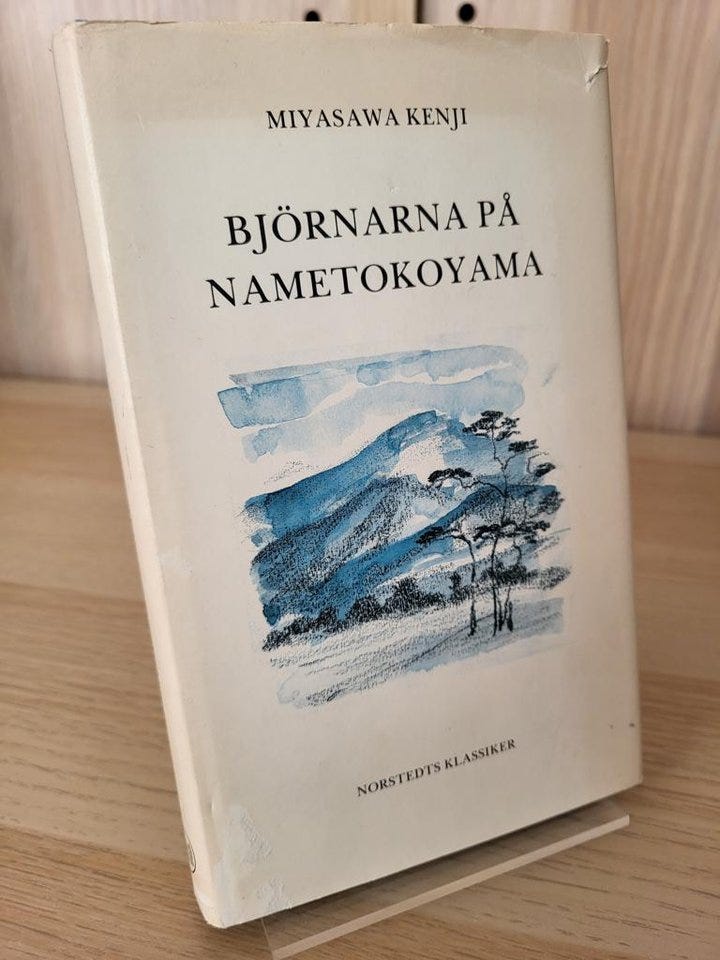 MIYASAWA KENJI
BJÖRNARNA PÅ
NAMETOKOYAMA
NORSTEDTS KLASSIKER